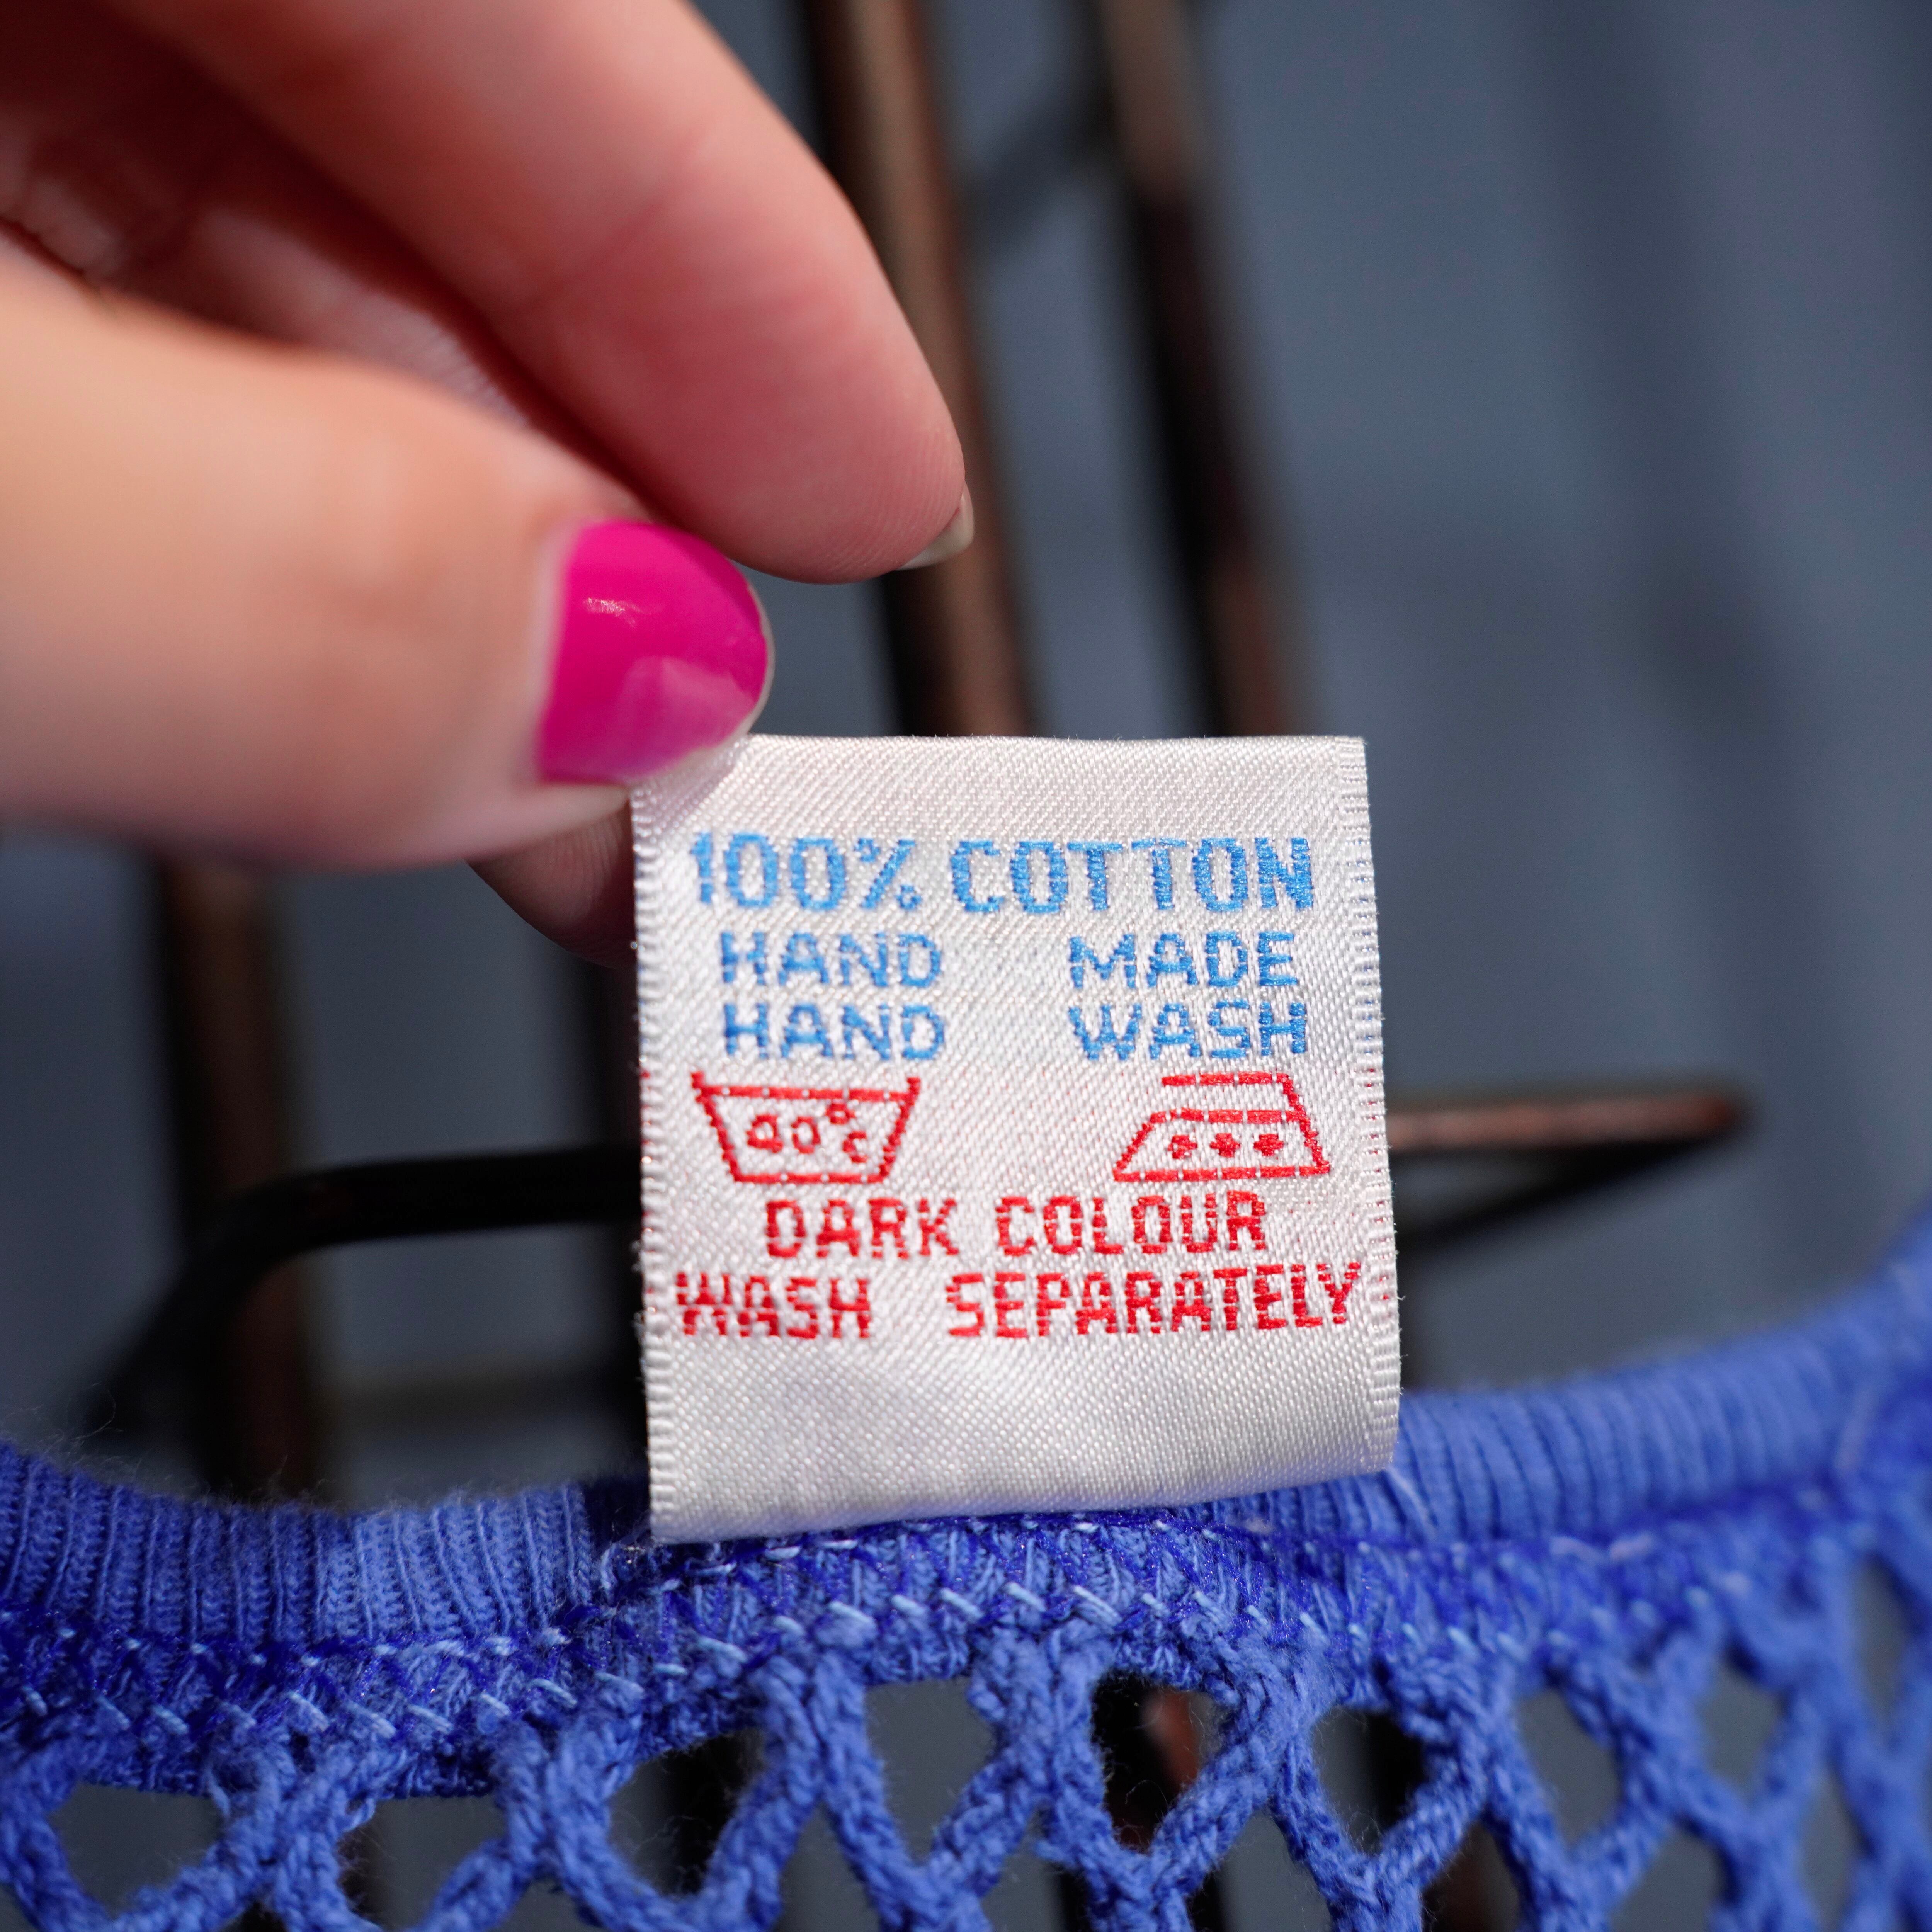 100% COTTON
HAND MADE
HAND WASH
40°C
DARK COLOUR
WASH SEPARATELY